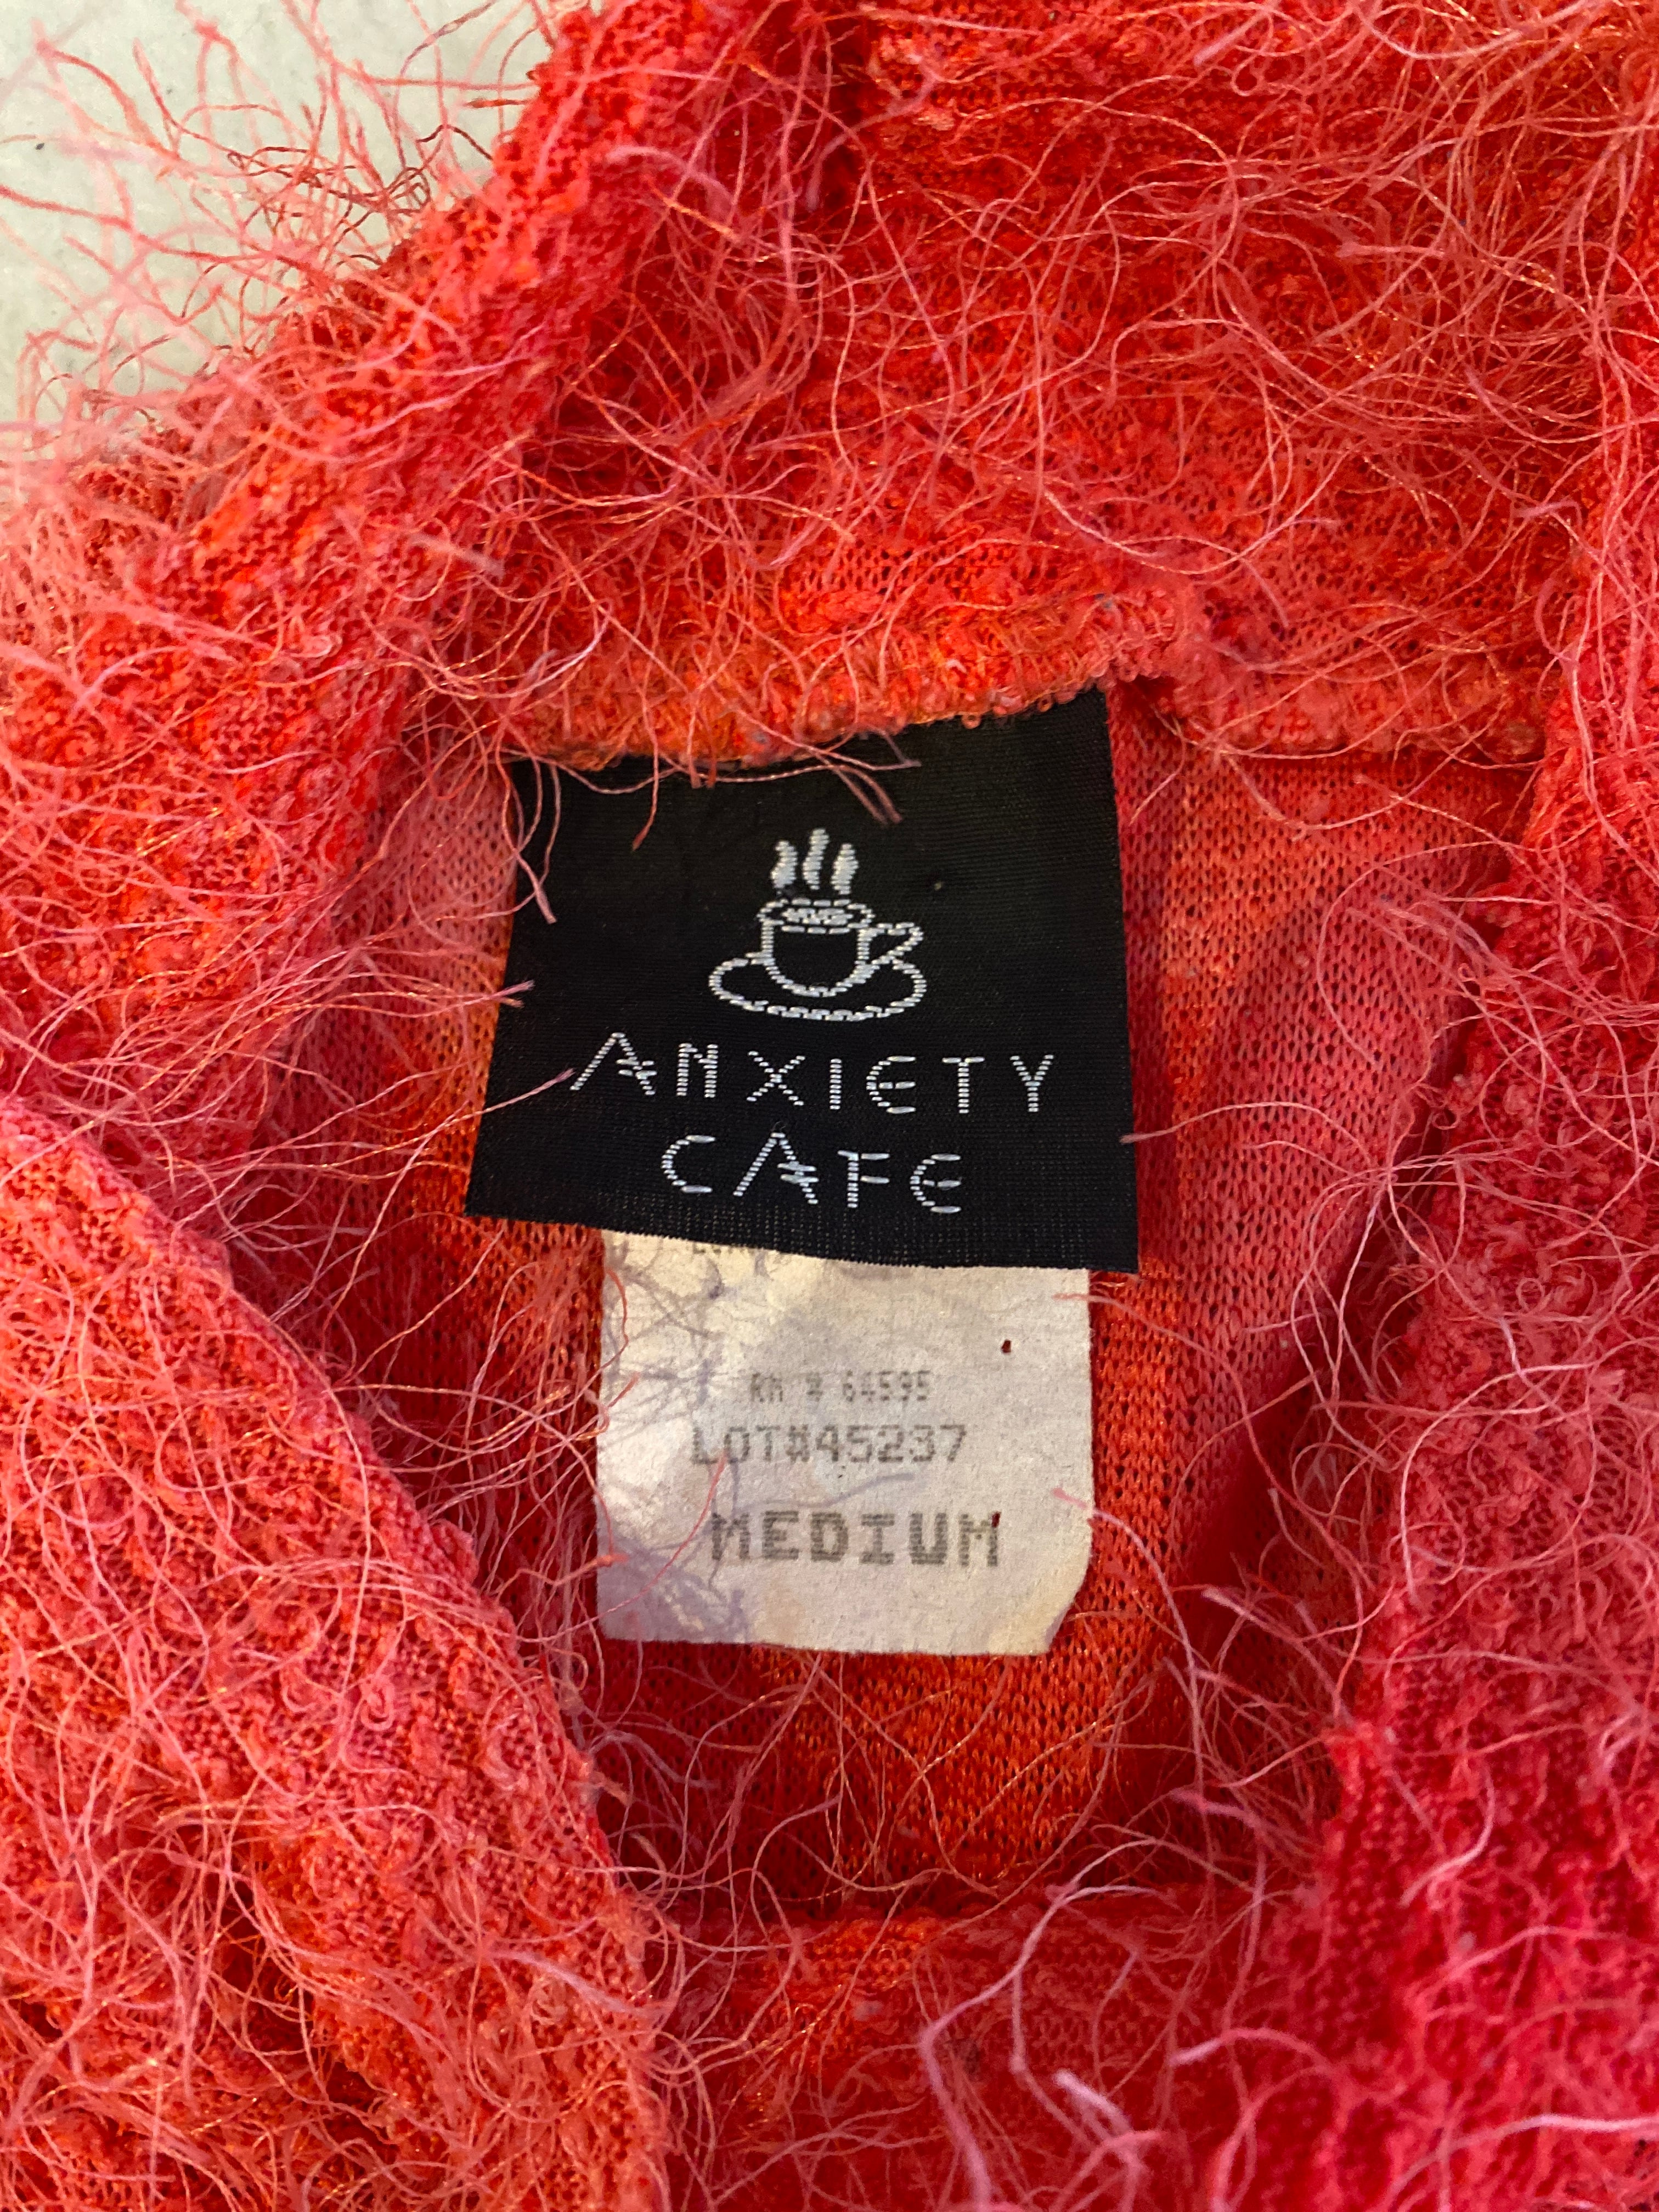 ANXIETY
CAFE
RN # 64595
LOT#45237
MEDIUM